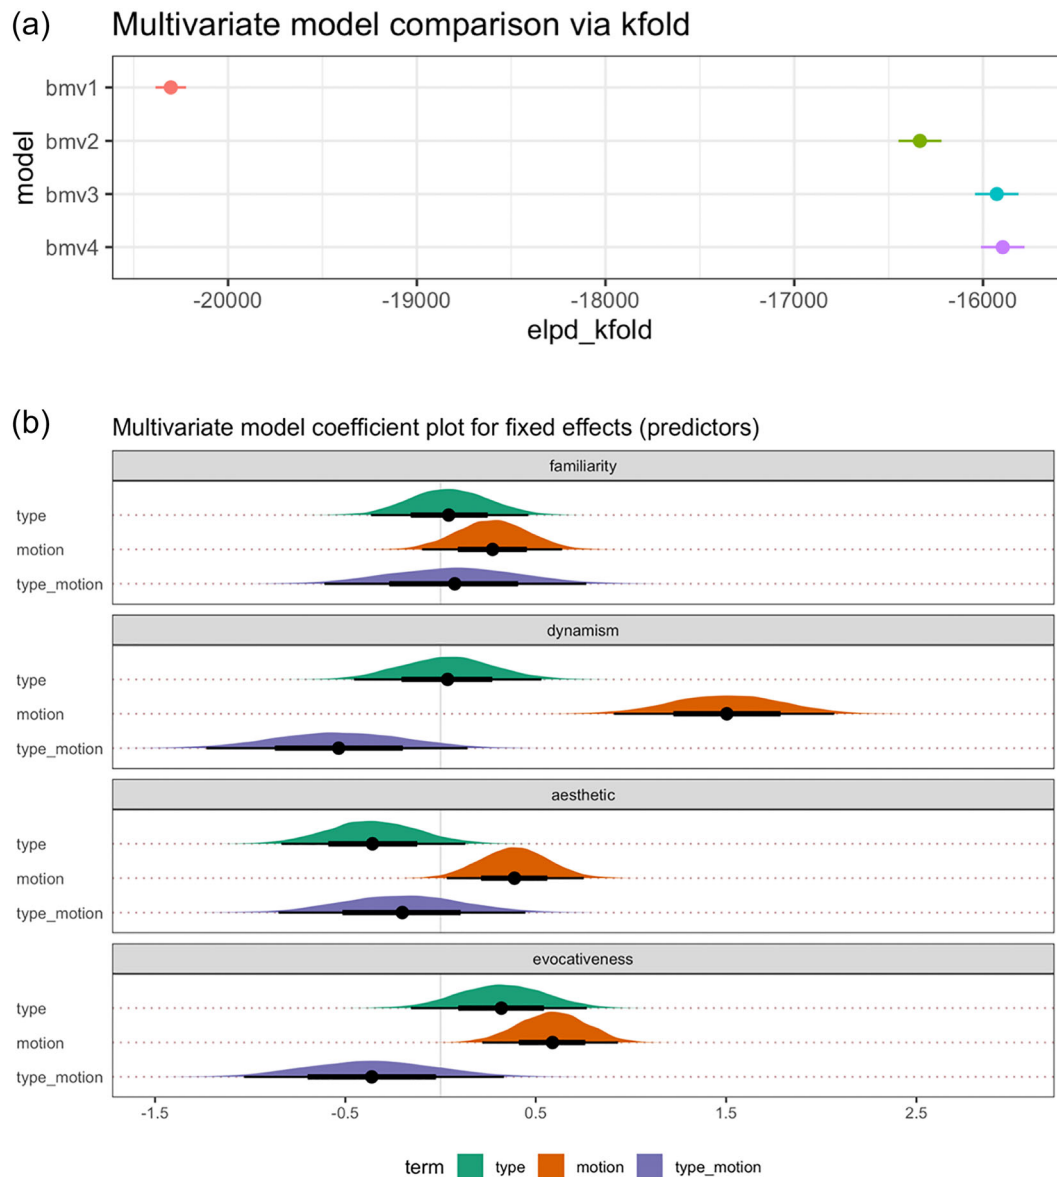 (a) Multivariate model comparison via kfold
model
bmv1
bmv2
bmv3
bmv4
-20000 -19000 -18000 -17000 -16000
elpd_kfold
(b) Multivariate model coefficient plot for fixed effects (predictors)
familiarity
type
motion
type_motion
dynamism
type
motion
type_motion
aesthetic
type
motion
type_motion
evocativeness
type
motion
type_motion
-1.5 -0.5 0.5 1.5 2.5
term type motion type_motion